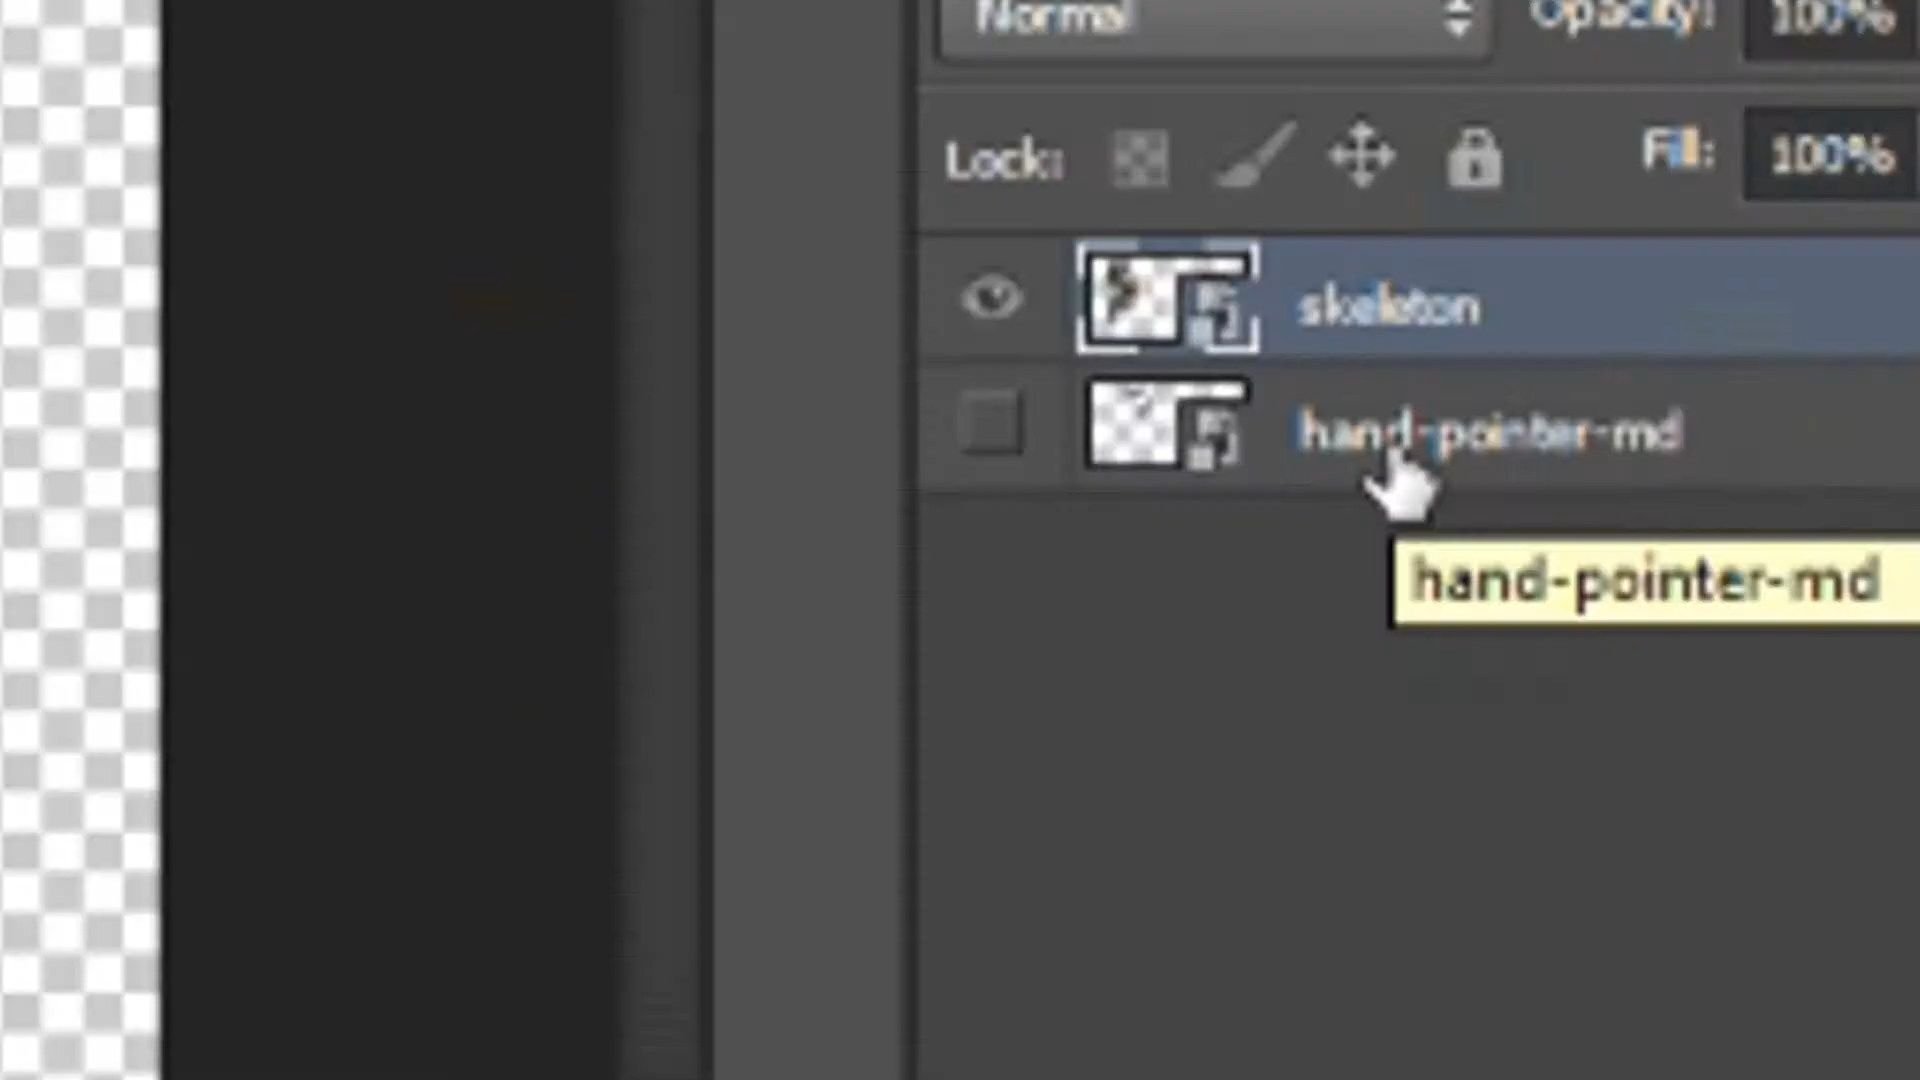 Normal Opacity: 100%
Lock: Fill: 100%
skeleton
hand-pointer-md
hand-pointer-md